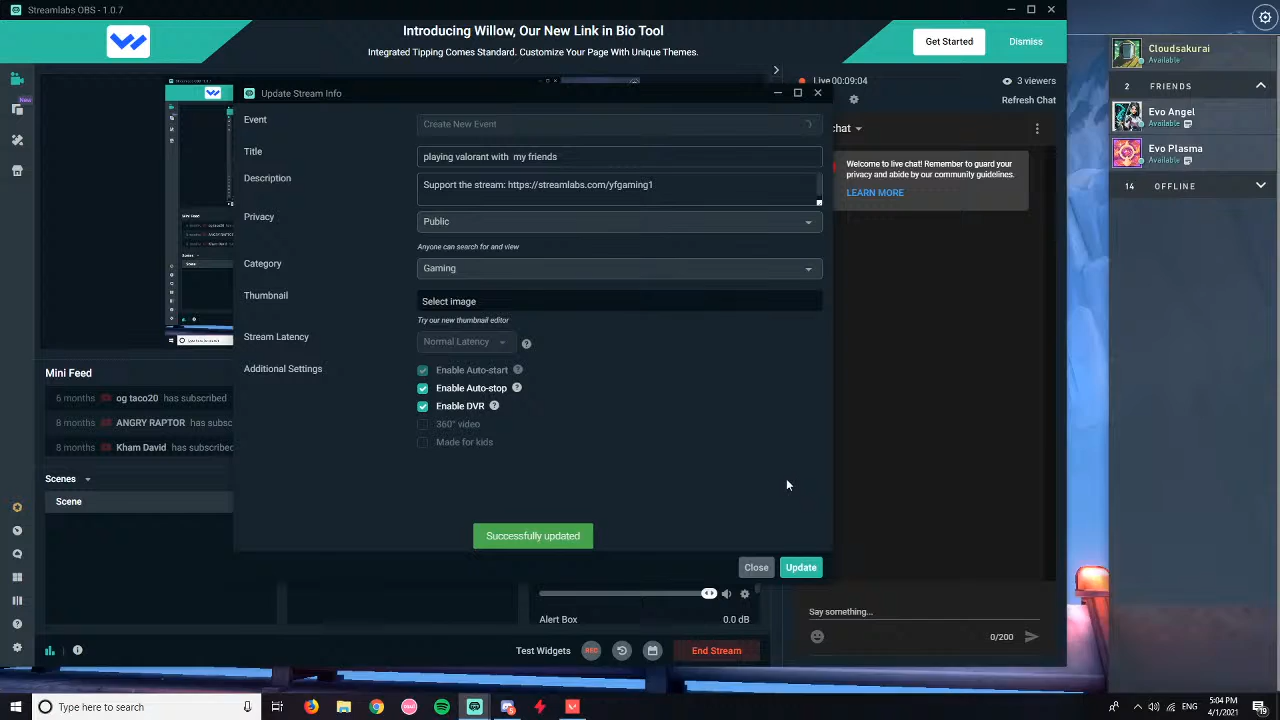 Streamlabs OBS - 1.0.7
Introducing Willow, Our New Link in Bio Tool
Integrated Tipping Comes Standard. Customize Your Page With Unique Themes.
Get Started
Dismiss
Live 00:09:04
3 viewers
Refresh Chat
New
Update Stream Info
Event
Create New Event
Title
playing valorant with  my friends
Description
Support the stream: https://streamlabs.com/yfgaming1
Privacy
Public
Anyone can search for and view
Category
Gaming
Thumbnail
Select image
Try our new thumbnail editor
Stream Latency
Normal Latency
Additional Settings
Enable Auto-start
Enable Auto-stop
Enable DVR
360° video
Made for kids
Successfully updated
Close
Update
chat
Welcome to live chat! Remember to guard your
privacy and abide by our community guidelines.
LEARN MORE
Say something...
0/200
Mini Feed
6 months og taco20 has subscribed
8 months ANGRY RAPTOR has subsc
8 months Kham David has subscribed
Scenes
Scene
Alert Box
0.0 dB
Test Widgets
REC
End Stream
Cloudsakurai
Available
2 FRIENDS
Evo Angel
Available
Evo Plasma
Available
14 OFFLINE
Type here to search
ENG
5:04 PM
4/1/2021